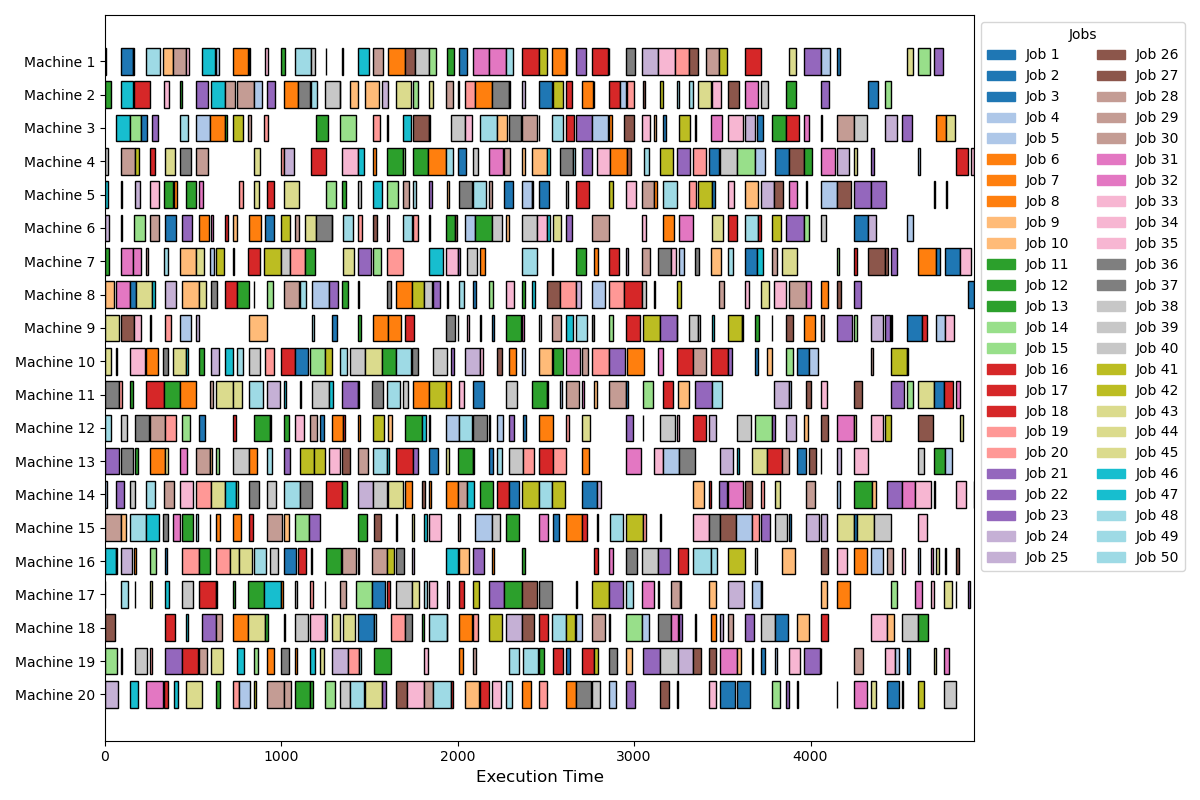 Machine 1
Machine 2
Machine 3
Machine 4
Machine 5
Machine 6
Machine 7
Machine 8
Machine 9
Machine 10
Machine 11
Machine 12
Machine 13
Machine 14
Machine 15
Machine 16
Machine 17
Machine 18
Machine 19
Machine 20
0 1000 2000 3000 4000
Execution Time
Jobs
Job 1 Job 26
Job 2 Job 27
Job 3 Job 28
Job 4 Job 29
Job 5 Job 30
Job 6 Job 31
Job 7 Job 32
Job 8 Job 33
Job 9 Job 34
Job 10 Job 35
Job 11 Job 36
Job 12 Job 37
Job 13 Job 38
Job 14 Job 39
Job 15 Job 40
Job 16 Job 41
Job 17 Job 42
Job 18 Job 43
Job 19 Job 44
Job 20 Job 45
Job 21 Job 46
Job 22 Job 47
Job 23 Job 48
Job 24 Job 49
Job 25 Job 50